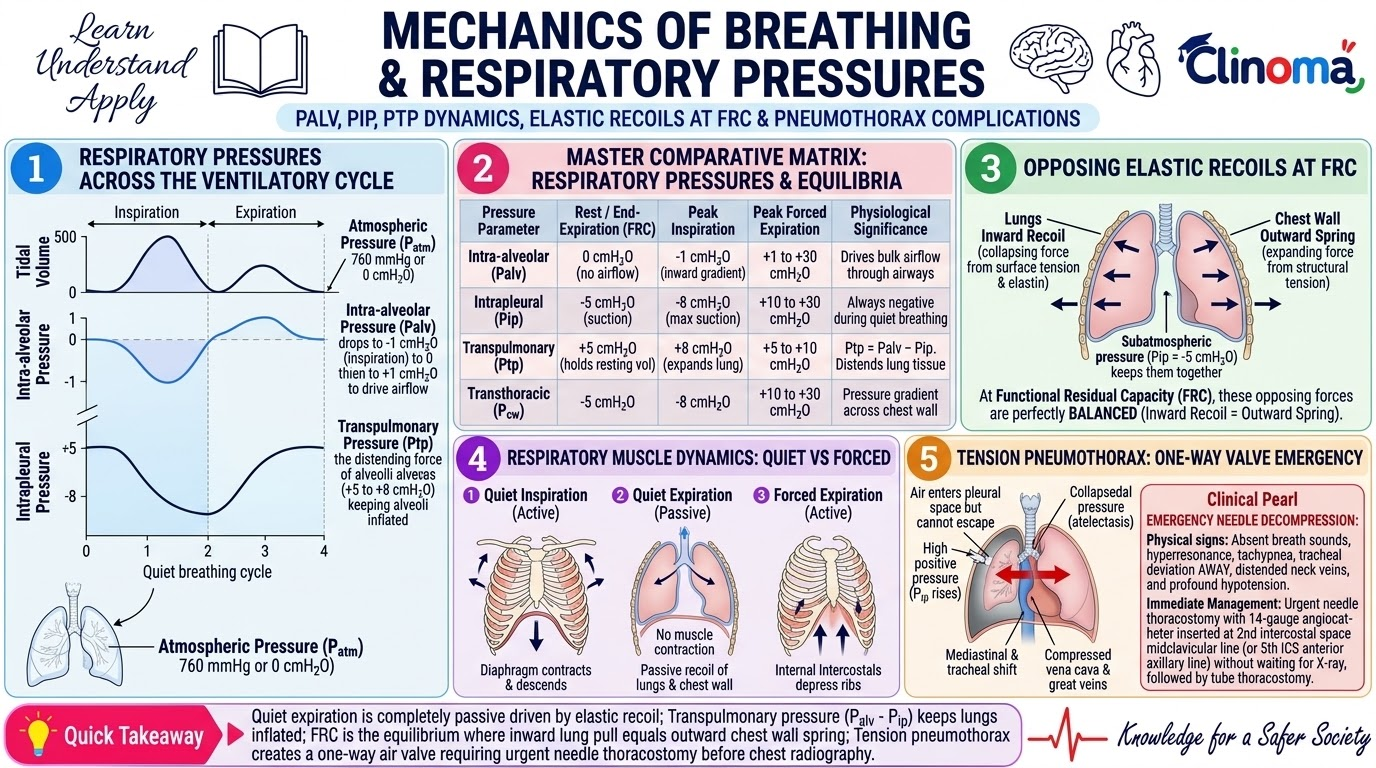 Learn
Understand
Apply
MECHANICS OF BREATHING
& RESPIRATORY PRESSURES
Clinoma
PALV, PIP, PTP DYNAMICS, ELASTIC RECOILS AT FRC & PNEUMOTHORAX COMPLICATIONS
1
RESPIRATORY PRESSURES
ACROSS THE VENTILATORY CYCLE
Inspiration
Expiration
Tidal
Volume
500
0
Atmospheric
Pressure (Patm)
760 mmHg or
0 cmH2O)
Intra-alveolar
Pressure
1
0
-1
Intra-alveolar
Pressure (Palv)
drops to -1 cmH2O
(inspiration) to 0
thien to +1 cmH2O
to drive airflow
Intrapleural
Pressure
+5
-8
Transpulmonary
Pressure (Ptp)
the distending force
of alveolli alvecas
(+5 to +8 cmH2O)
keeping alveoli
inflated
0 1 2 3 4
Quiet breathing cycle
Atmospheric Pressure (Patm)
760 mmHg or 0 cmH2O)
2
MASTER COMPARATIVE MATRIX:
RESPIRATORY PRESSURES & EQUILIBRIA
Pressure Parameter
Rest / End-Expiration (FRC)
Peak Inspiration
Peak Forced Expiration
Physiological Significance
Intra-alveolar (Palv)
0 cmH2O (no airflow)
-1 cmH2O (inward gradient)
+1 to +30 cmH2O
Drives bulk airflow through airways
Intrapleural (Pip)
-5 cmH2O (suction)
-8 cmH2O (max suction)
+10 to +30 cmH2O
Always negative during quiet breathing
Transpulmonary (Ptp)
+5 cmH2O (holds resting vol)
+8 cmH2O (expands lung)
+5 to +10 cmH2O
Ptp = Palv – Pip. Distends lung tissue
Transthoracic (Pcw)
-5 cmH2O
-8 cmH2O
+10 to +30 cmH2O
Pressure gradient across chest wall
3
OPPOSING ELASTIC RECOILS AT FRC
Lungs
Inward Recoil
(collapsing force
from surface tension
& elastin)
Chest Wall
Outward Spring
(expanding force
from structural
tension)
Subatmospheric
pressure (Pip = -5 cmH2O)
keeps them together
At Functional Residual Capacity (FRC), these opposing forces
are perfectly BALANCED (Inward Recoil = Outward Spring).
4
RESPIRATORY MUSCLE DYNAMICS: QUIET VS FORCED
1 Quiet Inspiration
(Active)
Diaphragm contracts
& descends
2 Quiet Expiration
(Passive)
No muscle
contraction
Passive recoil of
lungs & chest wall
3 Forced Expiration
(Active)
Internal Intercostals
depress ribs
5
TENSION PNEUMOTHORAX: ONE-WAY VALVE EMERGENCY
Air enters pleural
space but
cannot escape
High
positive
pressure
(Pip rises)
Collapsedal
pressure
(atelectasis)
Mediastinal &
tracheal shift
Compressed
vena cava &
great veins
Clinical Pearl
EMERGENCY NEEDLE DECOMPRESSION:
Physical signs: Absent breath sounds,
hyperresonance, tachypnea, tracheal
deviation AWAY, distended neck veins,
and profound hypotension.
Immediate Management: Urgent needle
thoracostomy with 14-gauge angiocat-
heter inserted at 2nd intercostal space
midclavicular line (or 5th ICS anterior
axillary line) without waiting for X-ray,
followed by tube thoracostomy.
Quick Takeaway
Quiet expiration is completely passive driven by elastic recoil; Transpulmonary pressure (Palv - Pip) keeps lungs
inflated; FRC is the equilibrium where inward lung pull equals outward chest wall spring; Tension pneumothorax
creates a one-way air valve requiring urgent needle thoracostomy before chest radiography.
Knowledge for a Safer Society